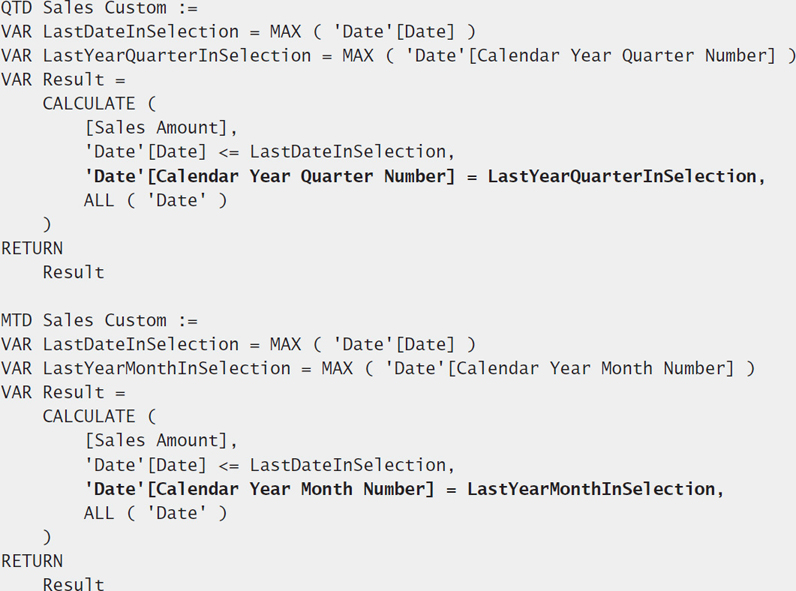 QTD Sales Custom :=
VAR LastDateInSelection = MAX ( 'Date'[Date] )
VAR LastYearQuarterInSelection = MAX ( 'Date'[Calendar Year Quarter Number] )
VAR Result =
    CALCULATE (
        [Sales Amount],
        'Date'[Date] <= LastDateInSelection,
        'Date'[Calendar Year Quarter Number] = LastYearQuarterInSelection,
        ALL ( 'Date' )
    )
RETURN
    Result

MTD Sales Custom :=
VAR LastDateInSelection = MAX ( 'Date'[Date] )
VAR LastYearMonthInSelection = MAX ( 'Date'[Calendar Year Month Number] )
VAR Result =
    CALCULATE (
        [Sales Amount],
        'Date'[Date] <= LastDateInSelection,
        'Date'[Calendar Year Month Number] = LastYearMonthInSelection,
        ALL ( 'Date' )
    )
RETURN
    Result